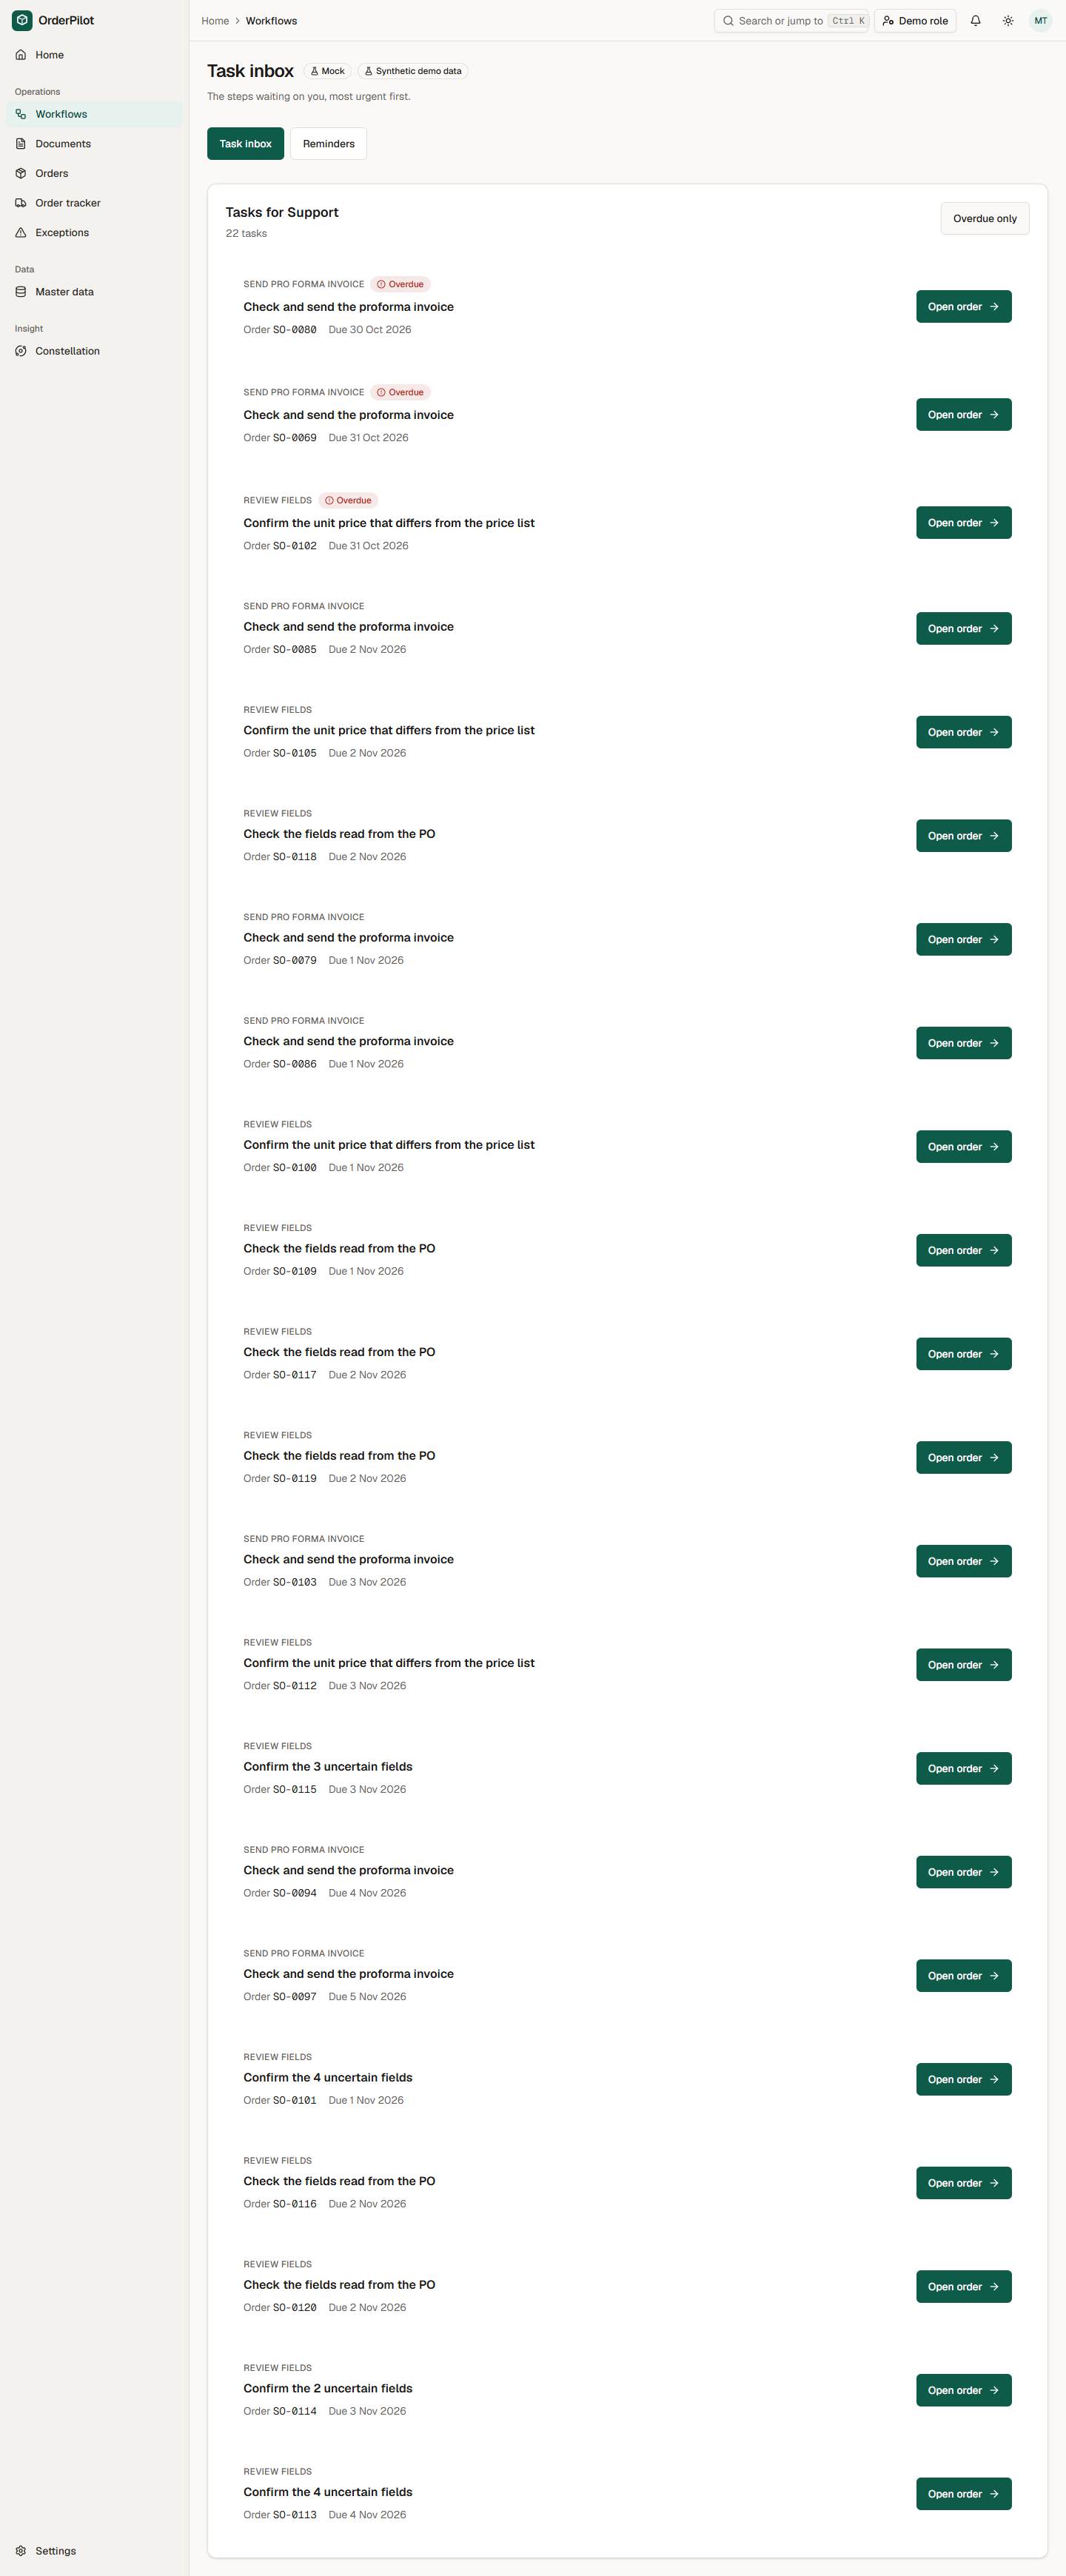 OrderPilot
Home
Operations
Workflows
Documents
Orders
Order tracker
Exceptions
Data
Master data
Insight
Constellation
Settings
Home > Workflows
Search or jump to Ctrl K
Demo role
MT
Task inbox Mock Synthetic demo data
The steps waiting on you, most urgent first.
Task inbox Reminders
Tasks for Support
22 tasks
Overdue only
SEND PRO FORMA INVOICE Overdue
Check and send the proforma invoice
Order SO-0080 Due 30 Oct 2026
Open order
SEND PRO FORMA INVOICE Overdue
Check and send the proforma invoice
Order SO-0069 Due 31 Oct 2026
Open order
REVIEW FIELDS Overdue
Confirm the unit price that differs from the price list
Order SO-0102 Due 31 Oct 2026
Open order
SEND PRO FORMA INVOICE
Check and send the proforma invoice
Order SO-0085 Due 2 Nov 2026
Open order
REVIEW FIELDS
Confirm the unit price that differs from the price list
Order SO-0105 Due 2 Nov 2026
Open order
REVIEW FIELDS
Check the fields read from the PO
Order SO-0118 Due 2 Nov 2026
Open order
SEND PRO FORMA INVOICE
Check and send the proforma invoice
Order SO-0079 Due 1 Nov 2026
Open order
SEND PRO FORMA INVOICE
Check and send the proforma invoice
Order SO-0086 Due 1 Nov 2026
Open order
REVIEW FIELDS
Confirm the unit price that differs from the price list
Order SO-0100 Due 1 Nov 2026
Open order
REVIEW FIELDS
Check the fields read from the PO
Order SO-0109 Due 1 Nov 2026
Open order
REVIEW FIELDS
Check the fields read from the PO
Order SO-0117 Due 2 Nov 2026
Open order
REVIEW FIELDS
Check the fields read from the PO
Order SO-0119 Due 2 Nov 2026
Open order
SEND PRO FORMA INVOICE
Check and send the proforma invoice
Order SO-0103 Due 3 Nov 2026
Open order
REVIEW FIELDS
Confirm the unit price that differs from the price list
Order SO-0112 Due 3 Nov 2026
Open order
REVIEW FIELDS
Confirm the 3 uncertain fields
Order SO-0115 Due 3 Nov 2026
Open order
SEND PRO FORMA INVOICE
Check and send the proforma invoice
Order SO-0094 Due 4 Nov 2026
Open order
SEND PRO FORMA INVOICE
Check and send the proforma invoice
Order SO-0097 Due 5 Nov 2026
Open order
REVIEW FIELDS
Confirm the 4 uncertain fields
Order SO-0101 Due 1 Nov 2026
Open order
REVIEW FIELDS
Check the fields read from the PO
Order SO-0116 Due 2 Nov 2026
Open order
REVIEW FIELDS
Check the fields read from the PO
Order SO-0120 Due 2 Nov 2026
Open order
REVIEW FIELDS
Confirm the 2 uncertain fields
Order SO-0114 Due 3 Nov 2026
Open order
REVIEW FIELDS
Confirm the 4 uncertain fields
Order SO-0113 Due 4 Nov 2026
Open order